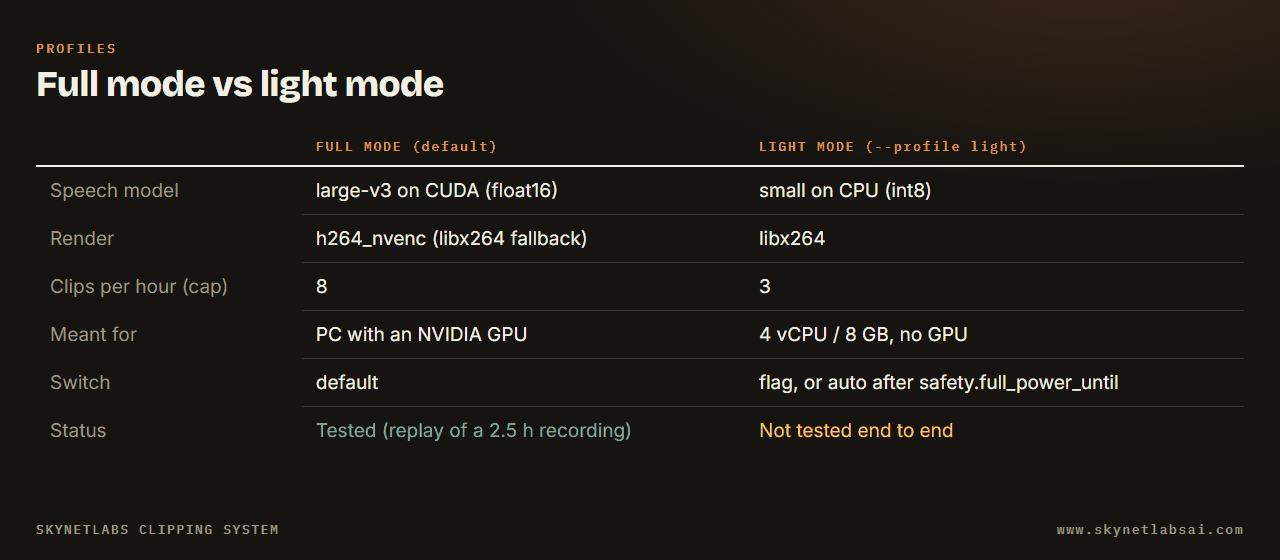 PROFILES
Full mode vs light mode
FULL MODE (default) LIGHT MODE (--profile light)
Speech model large-v3 on CUDA (float16) small on CPU (int8)
Render h264_nvenc (libx264 fallback) libx264
Clips per hour (cap) 8 3
Meant for PC with an NVIDIA GPU 4 vCPU / 8 GB, no GPU
Switch default flag, or auto after safety.full_power_until
Status Tested (replay of a 2.5 h recording) Not tested end to end
SKYNETLABS CLIPPING SYSTEM www.skynetlabsai.com